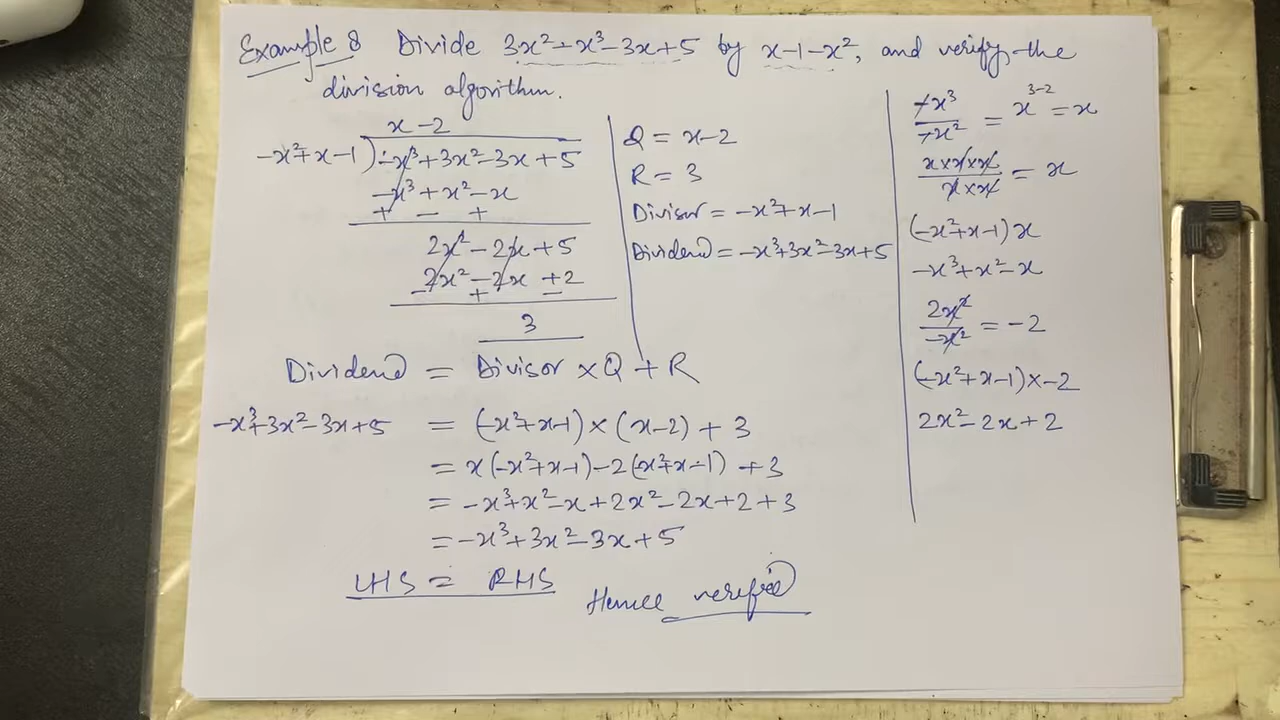 Example 8 Divide 3x² - x³ - 3x + 5 by x - 1 - x², and verify the
division algorithm.
x - 2
-x² + x - 1 ) -x³ + 3x² - 3x + 5
-x³ + x² - x
+ - +
2x² - 2x + 5
2x² - 2x + 2
- + -
3
Q = x - 2
R = 3
Divisor = -x² + x - 1
Dividend = -x³ + 3x² - 3x + 5
-x³/-x² = x³⁻² = x
x × x × x / x × x = x
(-x² + x - 1) x
-x³ + x² - x
2x²/-x² = -2
(-x² + x - 1) × -2
2x² - 2x + 2
Dividend = Divisor × Q + R
-x³ + 3x² - 3x + 5 = (-x² + x - 1) × (x - 2) + 3
= x(-x² + x - 1) - 2(-x² + x - 1) + 3
= -x³ + x² - x + 2x² - 2x + 2 + 3
= -x³ + 3x² - 3x + 5
LHS = RHS
Hence verified